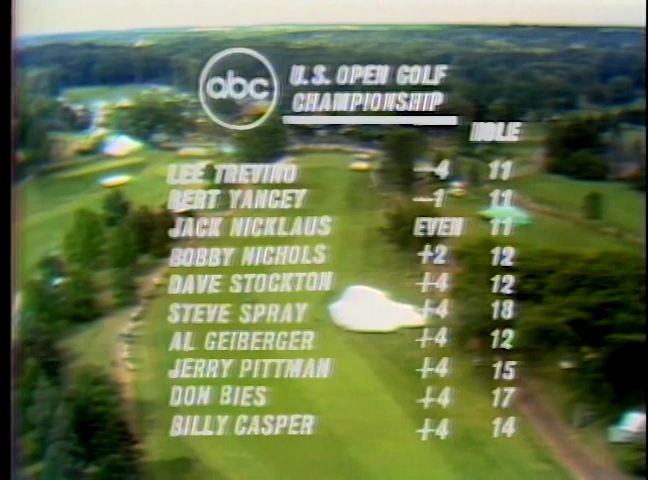 abc
U.S. OPEN GOLF
CHAMPIONSHIP
HOLE
LEE TREVINO -4 11
BERT YANCEY -1 11
JACK NICKLAUS EVEN 11
BOBBY NICHOLS +2 12
DAVE STOCKTON +4 12
STEVE SPRAY +4 18
AL GEIBERGER +4 12
JERRY PITTMAN +4 15
DON BIES +4 17
BILLY CASPER +4 14